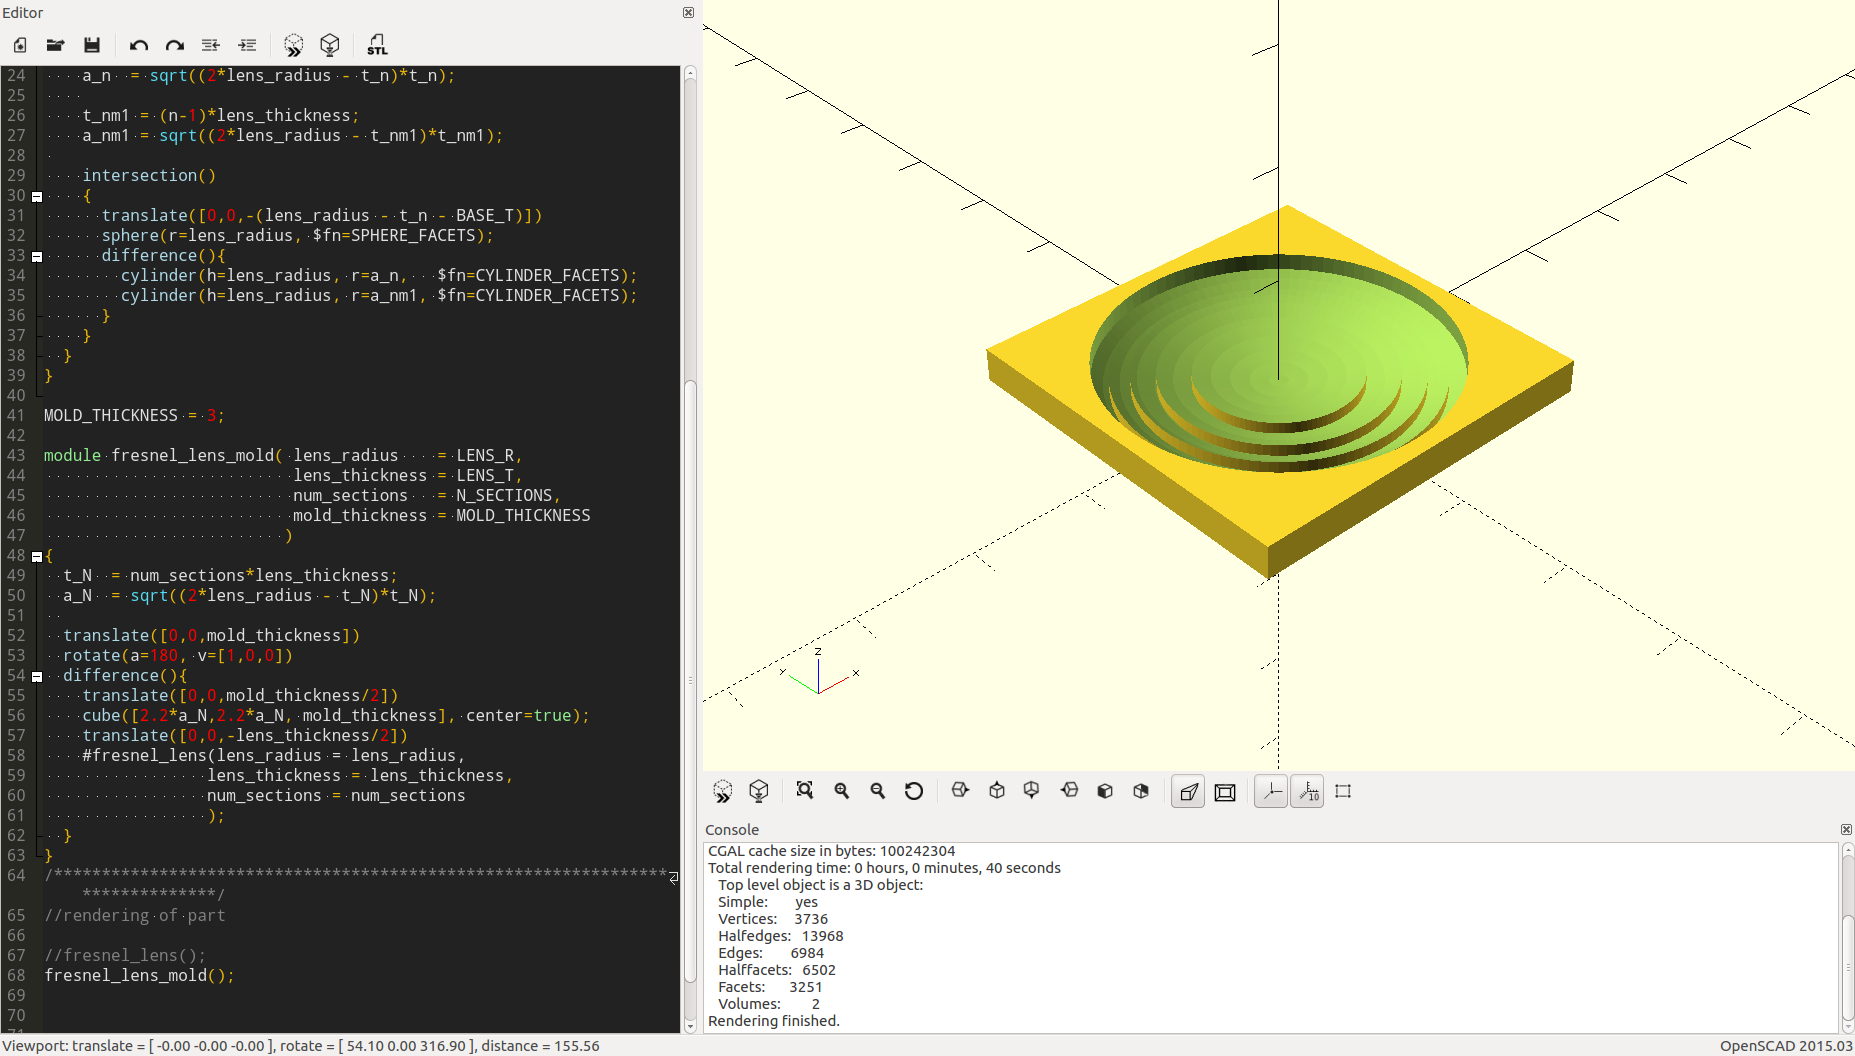 Editor
STL
24 a_n = sqrt((2*lens_radius - t_n)*t_n);
25
26 t_nm1 = (n-1)*lens_thickness;
27 a_nm1 = sqrt((2*lens_radius - t_nm1)*t_nm1);
28
29 intersection()
30 {
31 translate([0,0,-(lens_radius - t_n - BASE_T)])
32 sphere(r=lens_radius, $fn=SPHERE_FACETS);
33 difference(){
34 cylinder(h=lens_radius, r=a_n, $fn=CYLINDER_FACETS);
35 cylinder(h=lens_radius, r=a_nm1, $fn=CYLINDER_FACETS);
36 }
37 }
38 }
39 }
40
41 MOLD_THICKNESS = 3;
42
43 module fresnel_lens_mold( lens_radius = LENS_R,
44 lens_thickness = LENS_T,
45 num_sections = N_SECTIONS,
46 mold_thickness = MOLD_THICKNESS
47 )
48 {
49 t_N = num_sections*lens_thickness;
50 a_N = sqrt((2*lens_radius - t_N)*t_N);
51
52 translate([0,0,mold_thickness])
53 rotate(a=180, v=[1,0,0])
54 difference(){
55 translate([0,0,mold_thickness/2])
56 cube([2.2*a_N,2.2*a_N, mold_thickness], center=true);
57 translate([0,0,-lens_thickness/2])
58 #fresnel_lens(lens_radius = lens_radius,
59 lens_thickness = lens_thickness,
60 num_sections = num_sections
61 );
62 }
63 }
64 /****************************************************************
**************/
65 //rendering of part
66
67 //fresnel_lens();
68 fresnel_lens_mold();
69
70
71
z
y
x
10
Console
CGAL cache size in bytes: 100242304
Total rendering time: 0 hours, 0 minutes, 40 seconds
Top level object is a 3D object:
Simple: yes
Vertices: 3736
Halfedges: 13968
Edges: 6984
Halffacets: 6502
Facets: 3251
Volumes: 2
Rendering finished.
Viewport: translate = [ -0.00 -0.00 -0.00 ], rotate = [ 54.10 0.00 316.90 ], distance = 155.56
OpenSCAD 2015.03